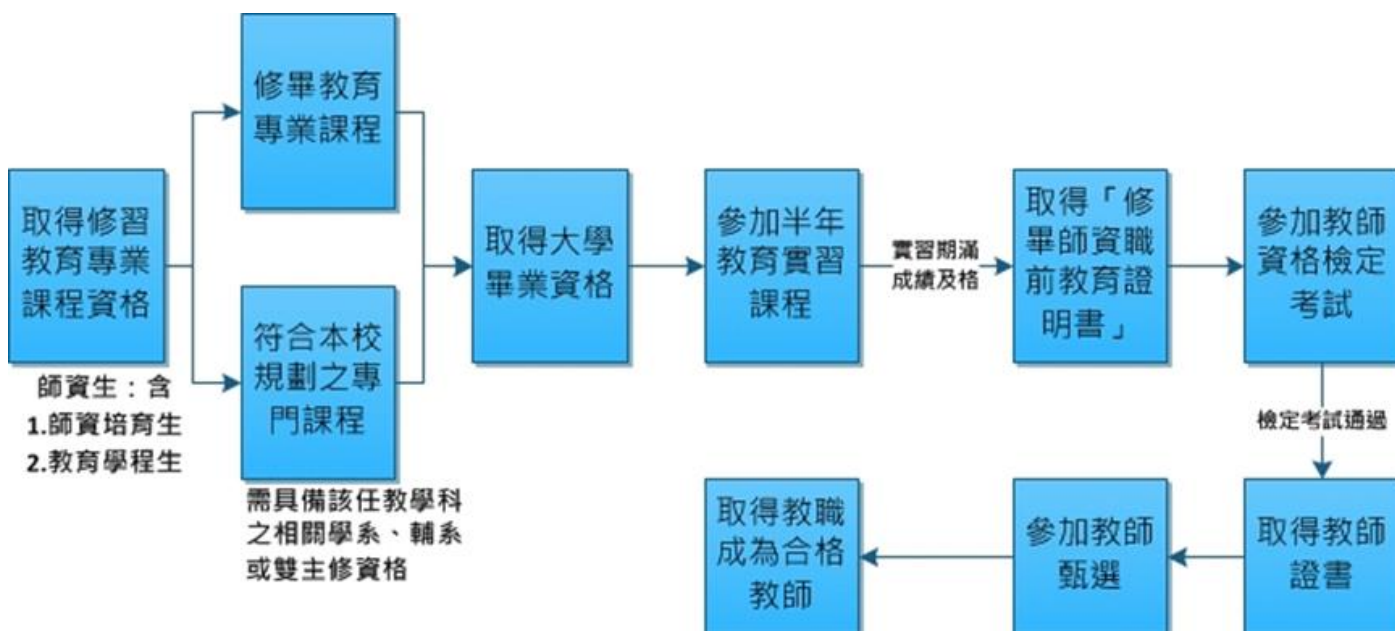 取得修習
教育專業
課程資格
師資生：含
1.師資培育生
2.教育學程生
修畢教育
專業課程
符合本校
規劃之專
門課程
需具備該任教學科
之相關學系、輔系
或雙主修資格
取得大學
畢業資格
參加半年
教育實習
課程
實習期滿
成績及格
取得「修
畢師資職
前教育證
明書」
參加教師
資格檢定
考試
檢定考試通過
取得教師
證書
參加教師
甄選
取得教職
成為合格
教師